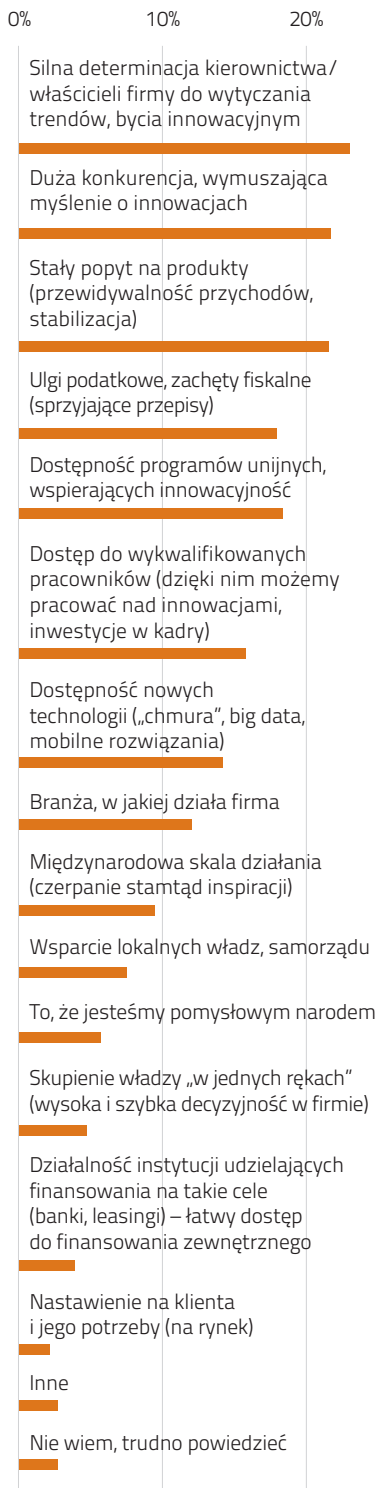 0% 10% 20%
Silna determinacja kierownictwa/
właścicieli firmy do wytyczania
trendów, bycia innowacyjnym
Duża konkurencja, wymuszająca
myślenie o innowacjach
Stały popyt na produkty
(przewidywalność przychodów,
stabilizacja)
Ulgi podatkowe, zachęty fiskalne
(sprzyjające przepisy)
Dostępność programów unijnych,
wspierających innowacyjność
Dostęp do wykwalifikowanych
pracowników (dzięki nim możemy
pracować nad innowacjami,
inwestycje w kadry)
Dostępność nowych
technologii („chmura”, big data,
mobilne rozwiązania)
Branża, w jakiej działa firma
Międzynarodowa skala działania
(czerpanie stamtąd inspiracji)
Wsparcie lokalnych władz, samorządu
To, że jesteśmy pomysłowym narodem
Skupienie władzy „w jednych rękach”
(wysoka i szybka decyzyjność w firmie)
Działalność instytucji udzielających
finansowania na takie cele
(banki, leasingi) – łatwy dostęp
do finansowania zewnętrznego
Nastawienie na klienta
i jego potrzeby (na rynek)
Inne
Nie wiem, trudno powiedzieć